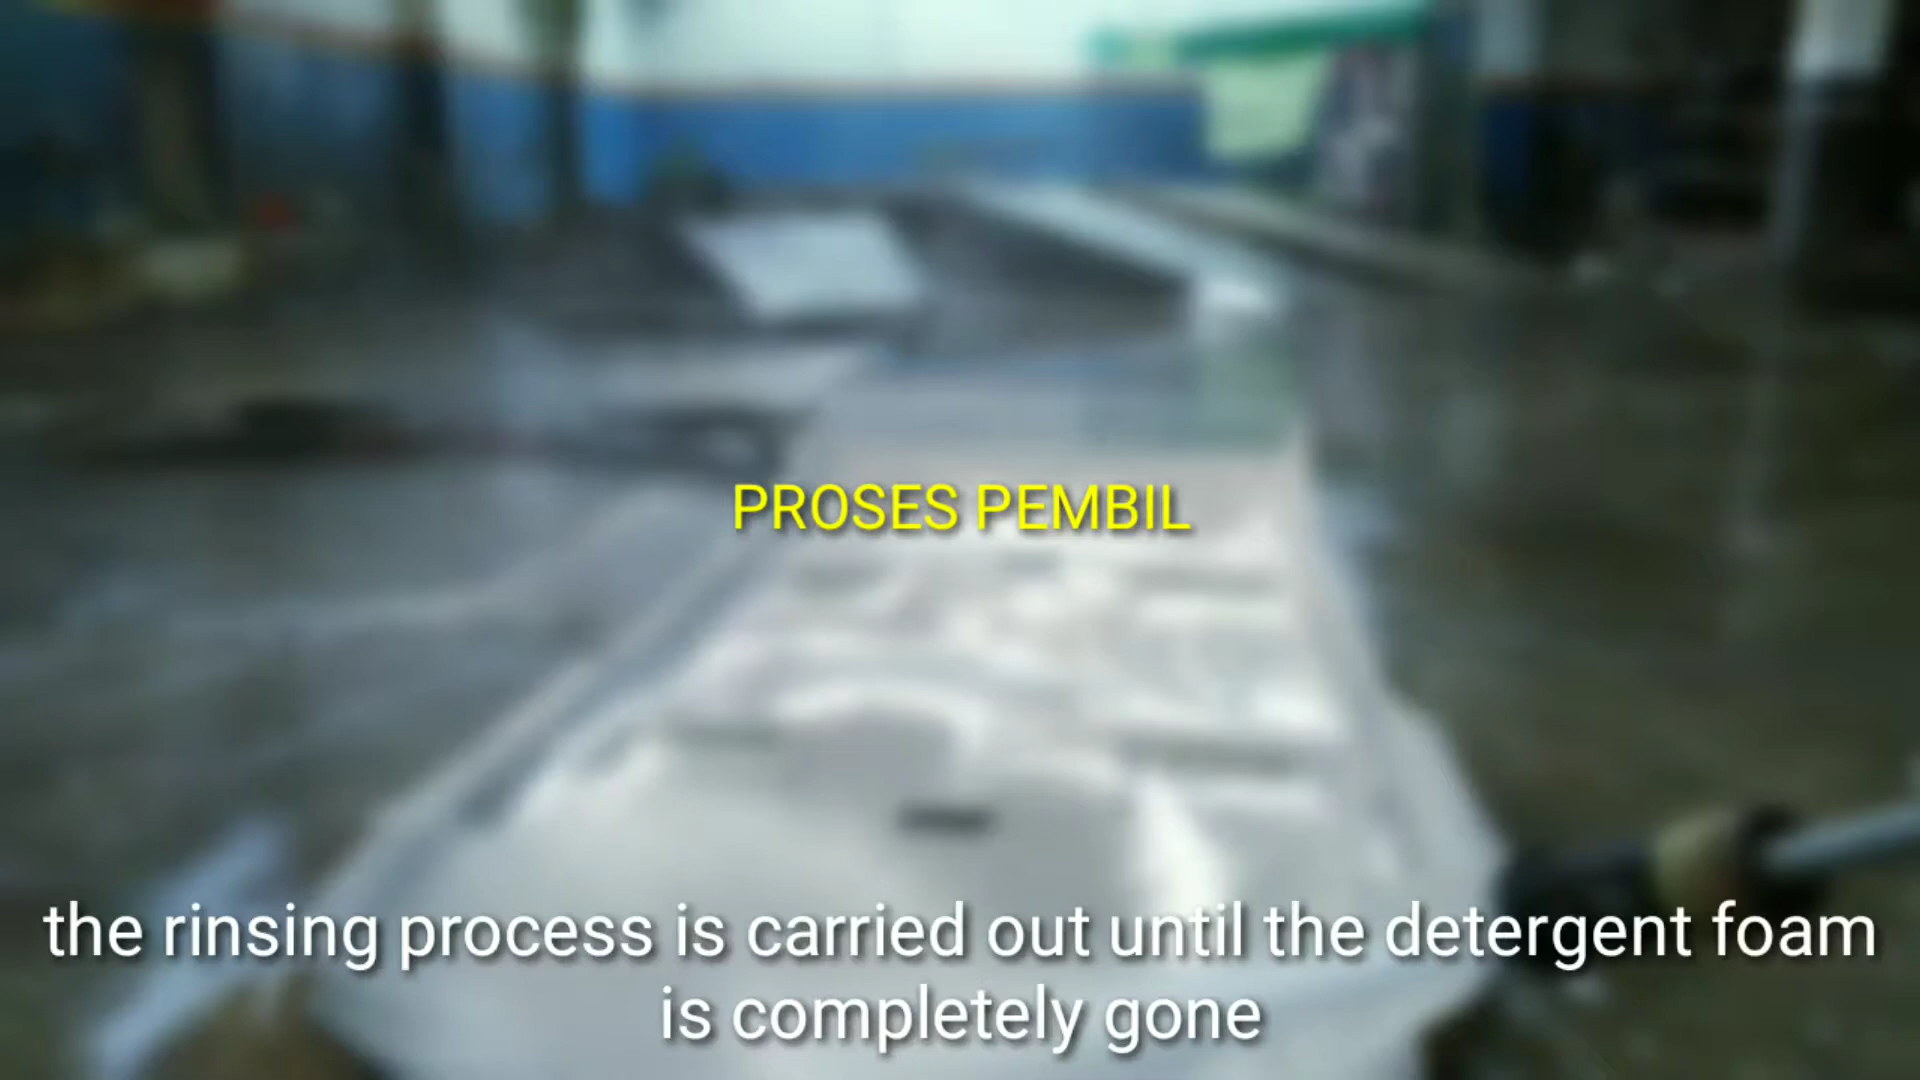 PROSES PEMBIL
the rinsing process is carried out until the detergent foam
is completely gone